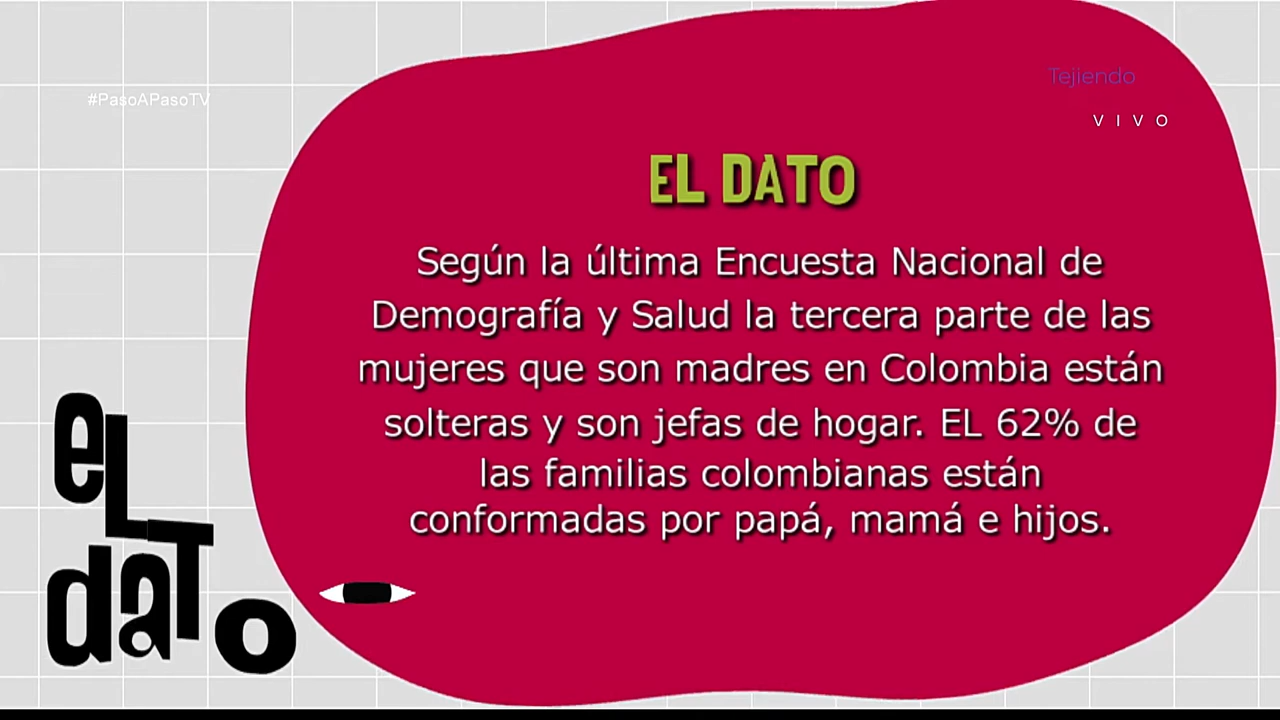 Tejiendo
#PasoAPasoTV
VIVO
EL DATO
Según la última Encuesta Nacional de
Demografía y Salud la tercera parte de las
mujeres que son madres en Colombia están
solteras y son jefas de hogar. EL 62% de
las familias colombianas están
conformadas por papá, mamá e hijos.
eL
daTo